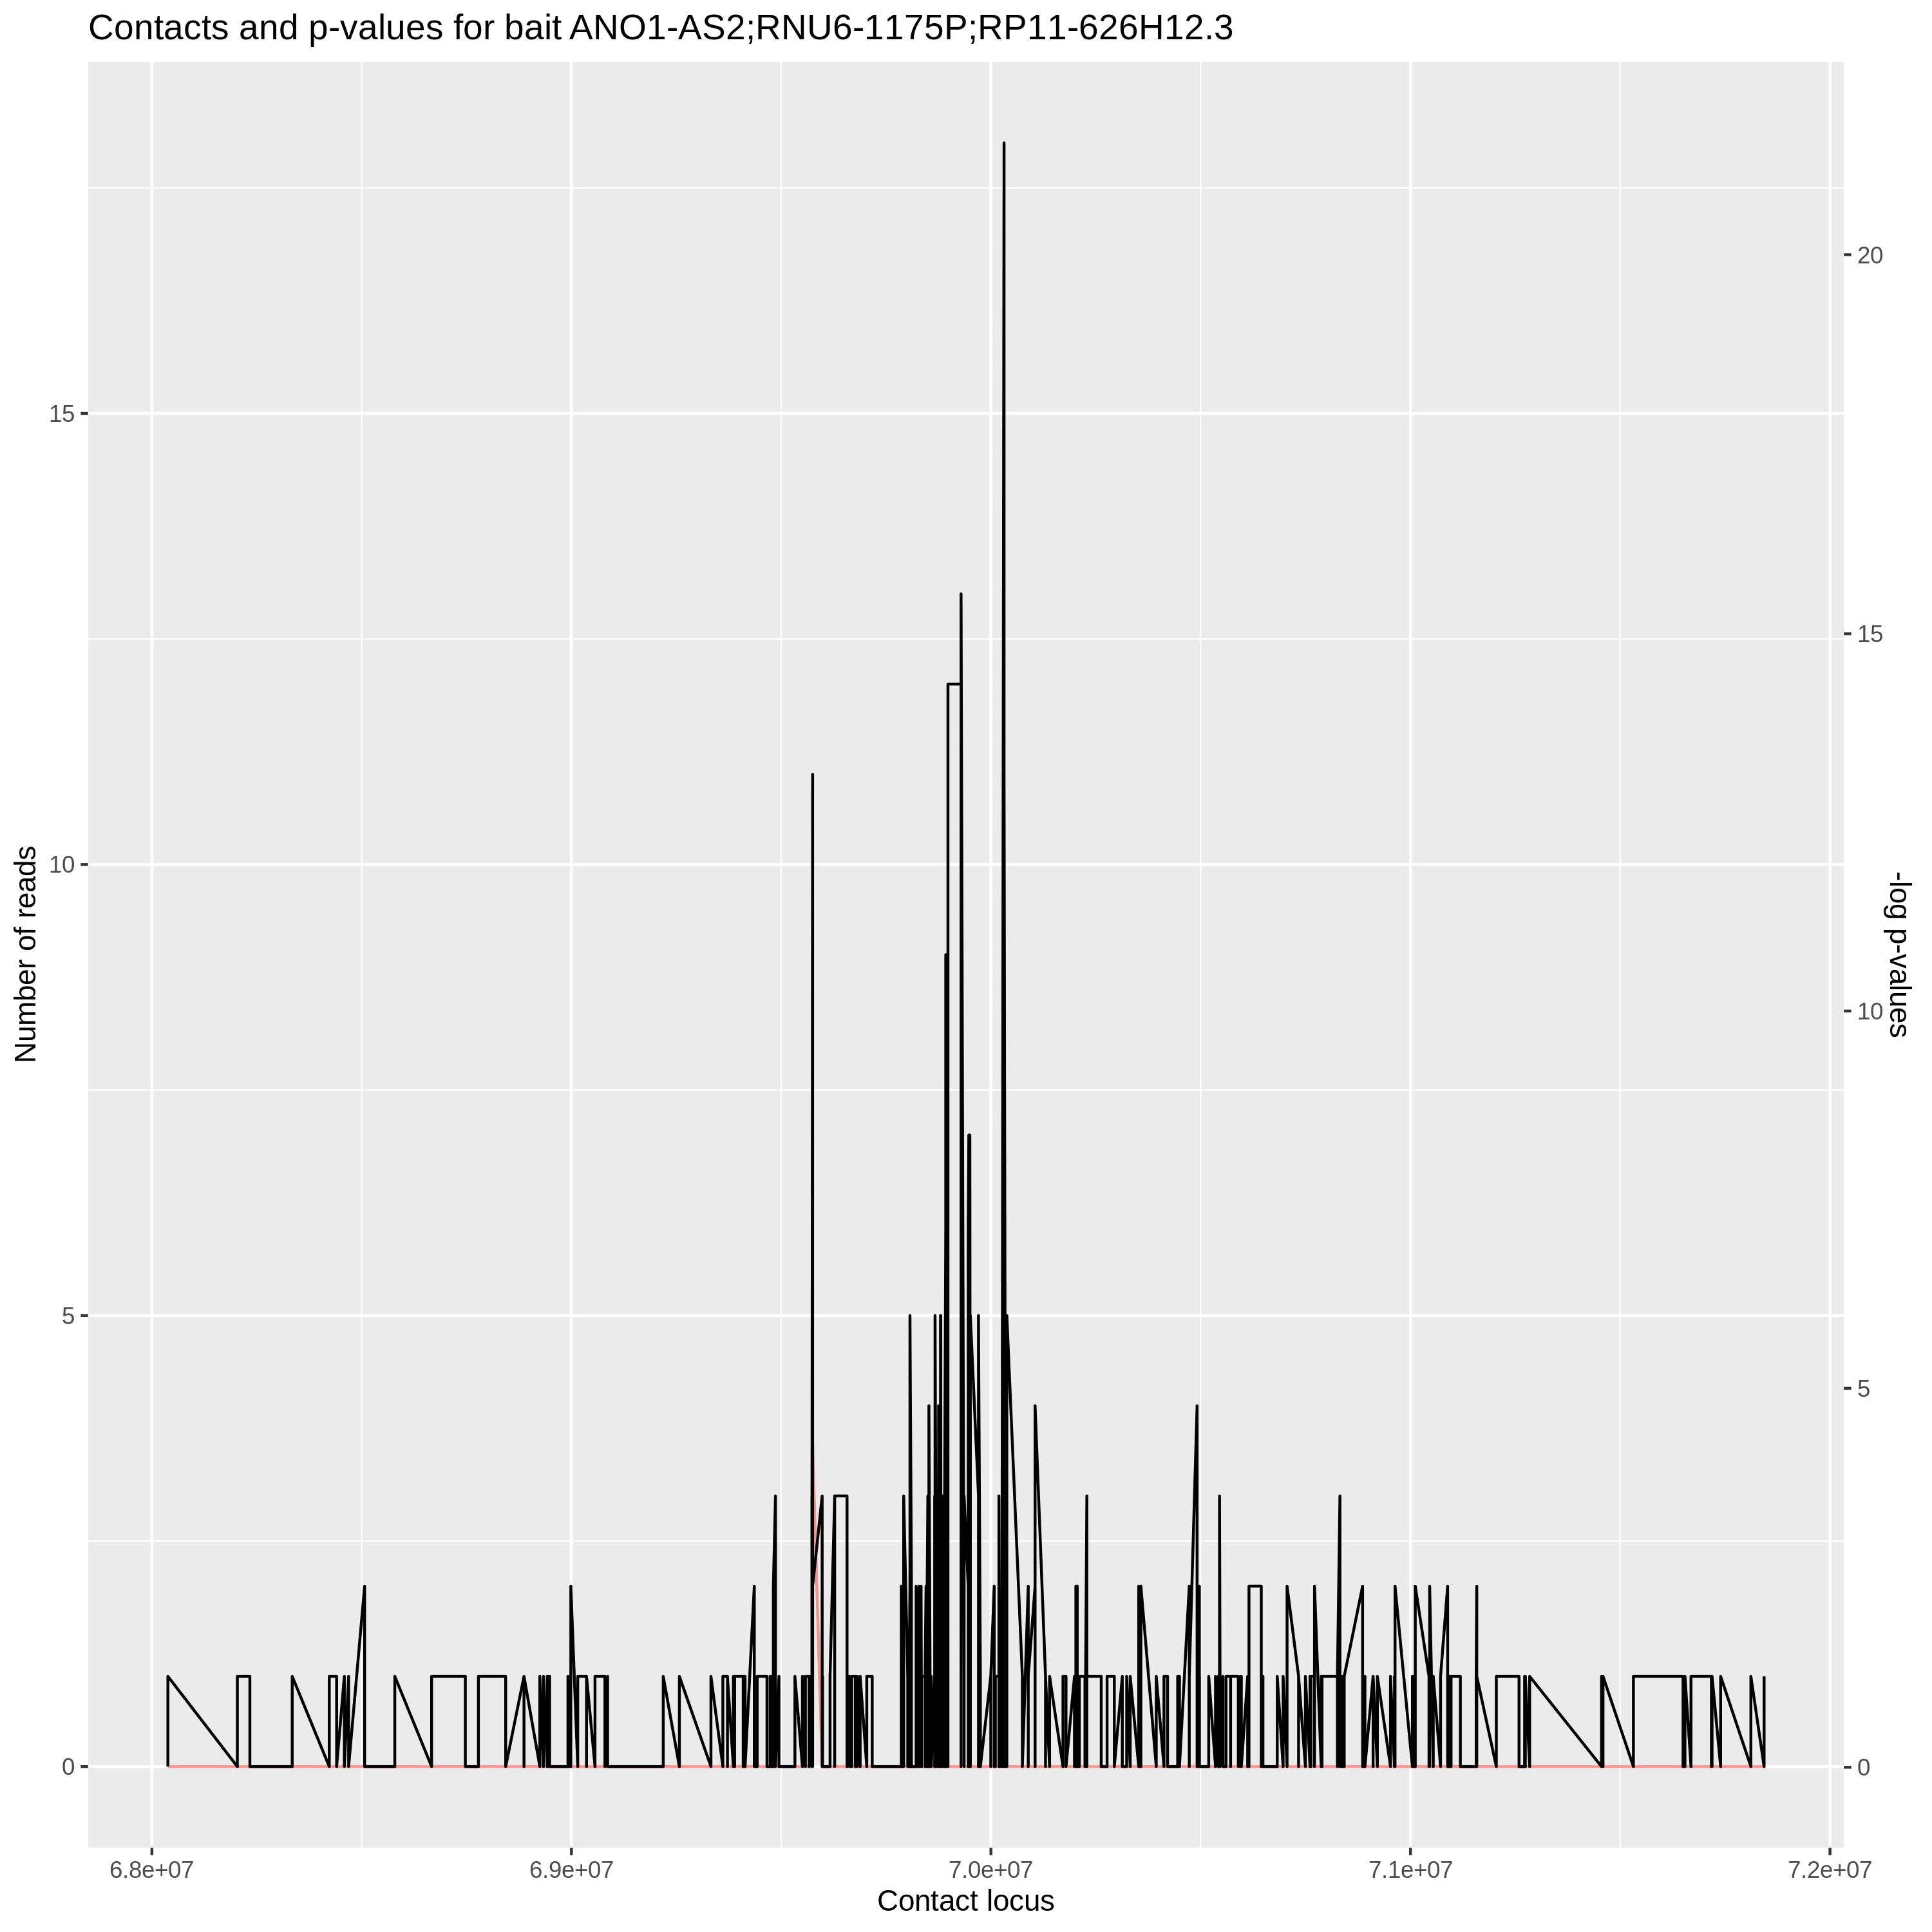 Contacts and p-values for bait ANO1-AS2;RNU6-1175P;RP11-626H12.3
Number of reads
15
10
5
0
20
15
10
5
0
-log p-values
6.8e+07 6.9e+07 7.0e+07 7.1e+07 7.2e+07
Contact locus